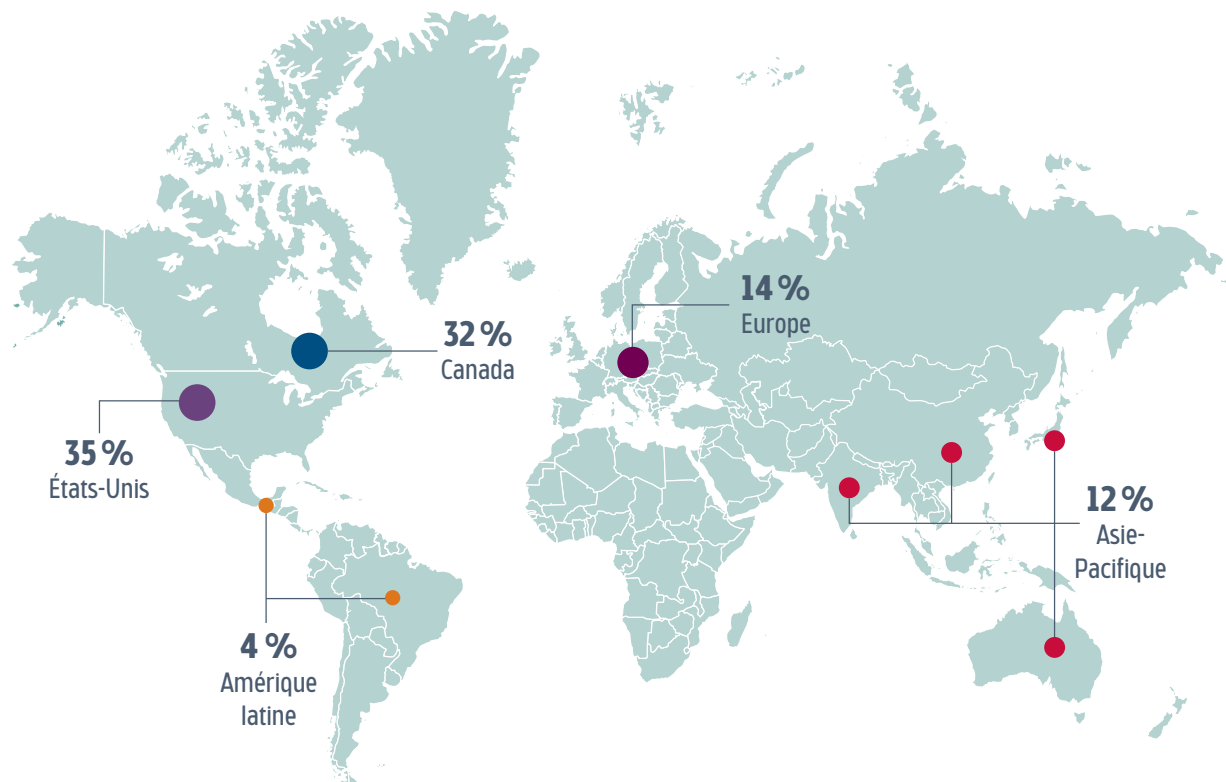 14 %
Europe
32 %
Canada
35 %
États-Unis
12 %
Asie-
Pacifique
4 %
Amérique
latine